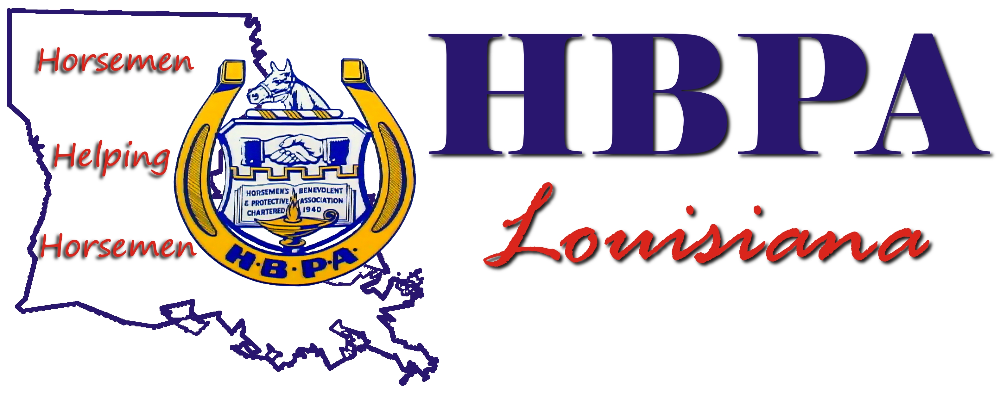 Horsemen
Helping
Horsemen
HORSEMEN'S BENEVOLENT
& PROTECTIVE ASSOCIATION
CHARTERED 1940
H·B·P·A·
HBPA
Louisiana